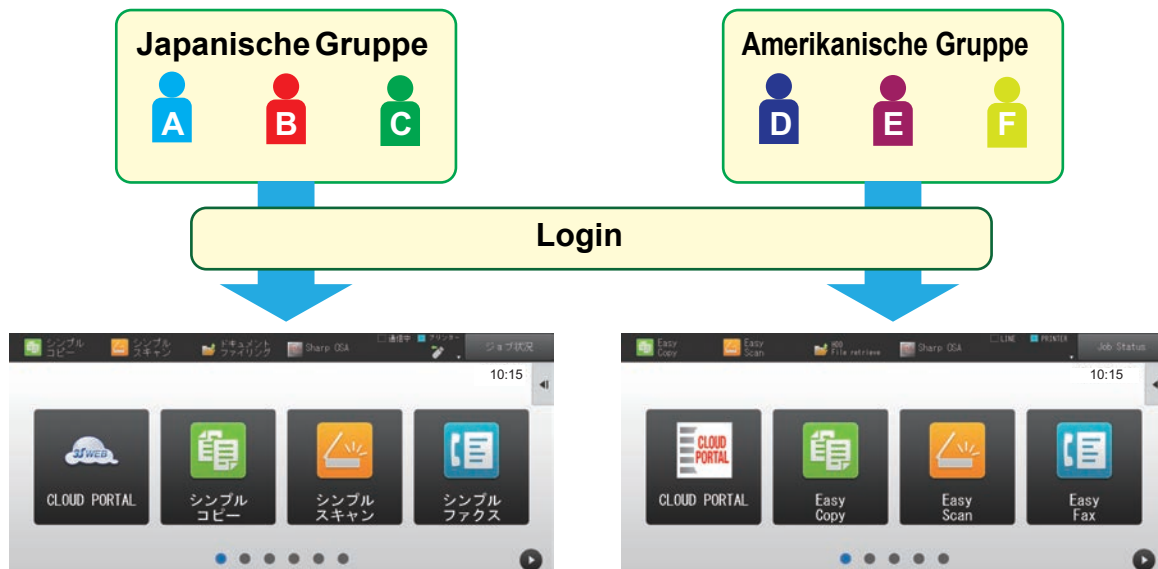 Japanische Gruppe
A B C
Amerikanische Gruppe
D E F
Login
シンプル
コピー
シンプル
スキャン
ドキュメント
ファイリング
Sharp OSA
通信中
プリンター
ジョブ状況
10:15
CLOUD PORTAL
シンプル
コピー
シンプル
スキャン
シンプル
ファクス
Easy
Copy
Easy
Scan
HDD
File retrieve
Sharp OSA
LINE
PRINTER
Job Status
10:15
CLOUD
PORTAL
CLOUD PORTAL
Easy
Copy
Easy
Scan
Easy
Fax